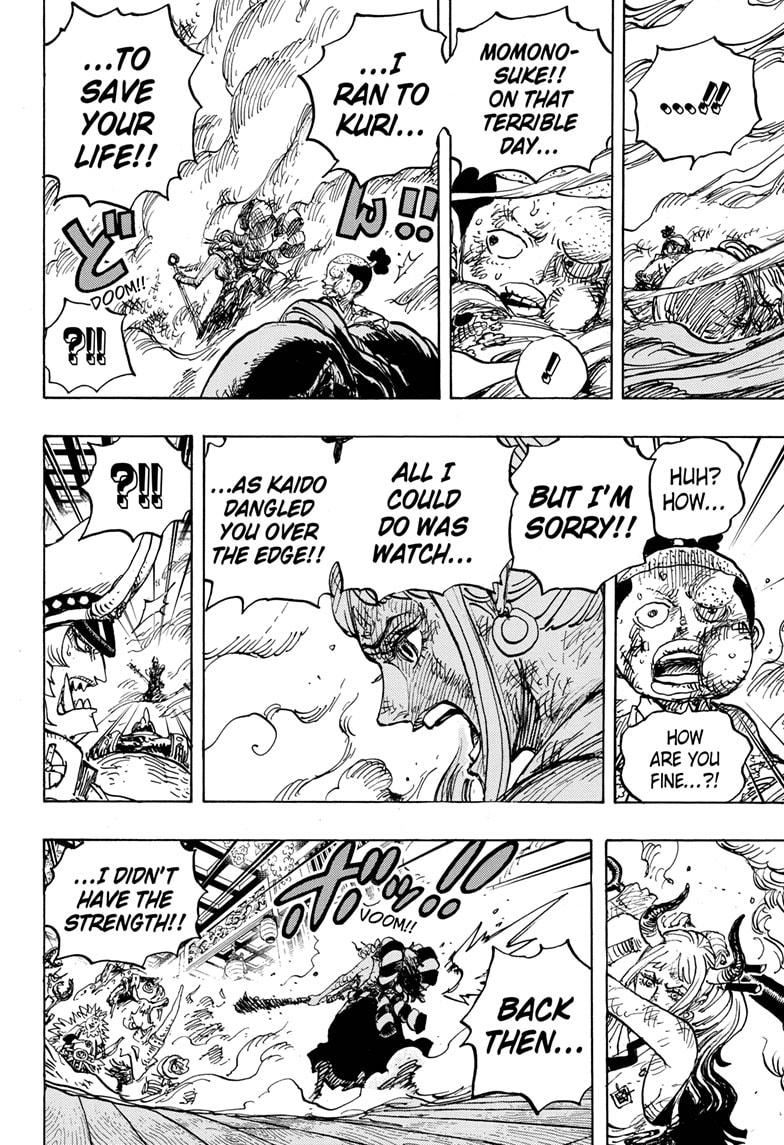 ...!!
MOMONO-
SUKE!!
ON THAT
TERRIBLE
DAY...
!
...I
RAN TO
KURI...
...TO
SAVE
YOUR
LIFE!!
どん!!
DOOM!!
?!!
HUH?
HOW...
HOW
ARE YOU
FINE...?!
BUT I'M
SORRY!!
ALL I
COULD
DO WAS
WATCH...
...AS KAIDO
DANGLED
YOU OVER
THE EDGE!!
?!!
BACK
THEN...
VOOM!!
...I DIDN'T
HAVE THE
STRENGTH!!